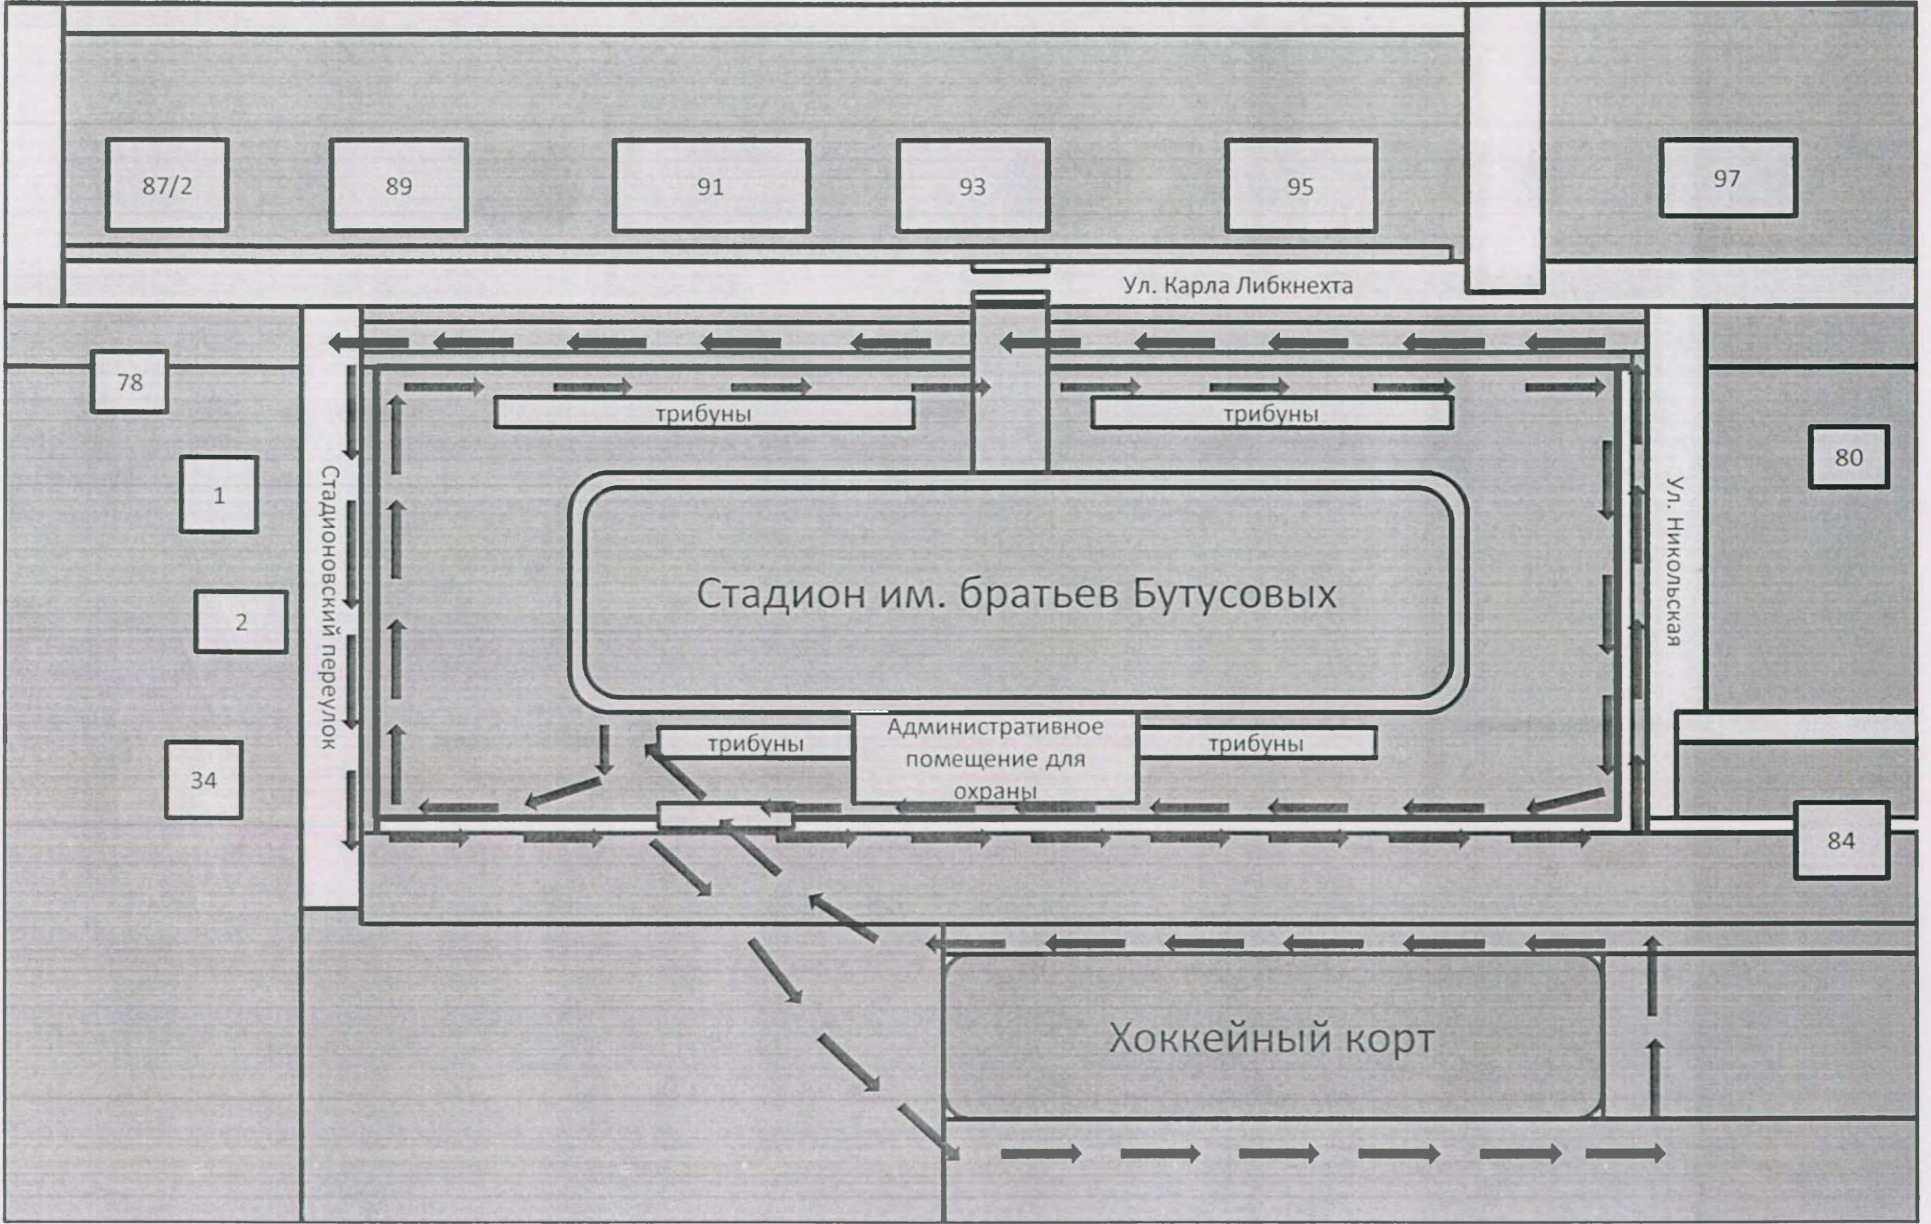 87/2
89
91
93
95
97
Ул. Карла Либкнехта
78
1
2
34
Стадионовский переулок
трибуны
трибуны
80
Ул. Никольская
Стадион им. братьев Бутусовых
трибуны
Административное
помещение для
охраны
трибуны
84
Хоккейный корт